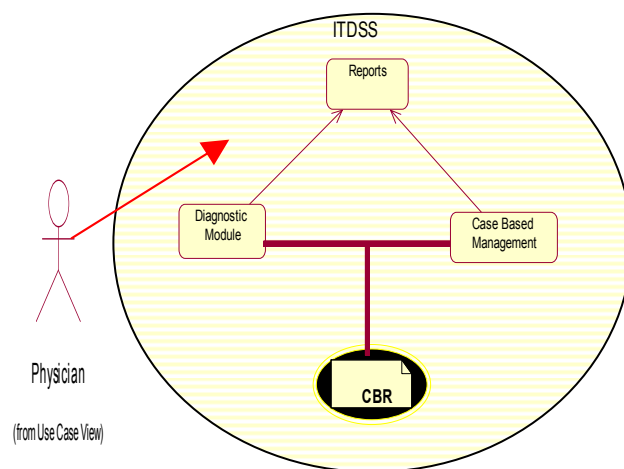 ITDSS
Reports
Diagnostic
Module
Case Based
Management
CBR
Physician
(from Use Case View)